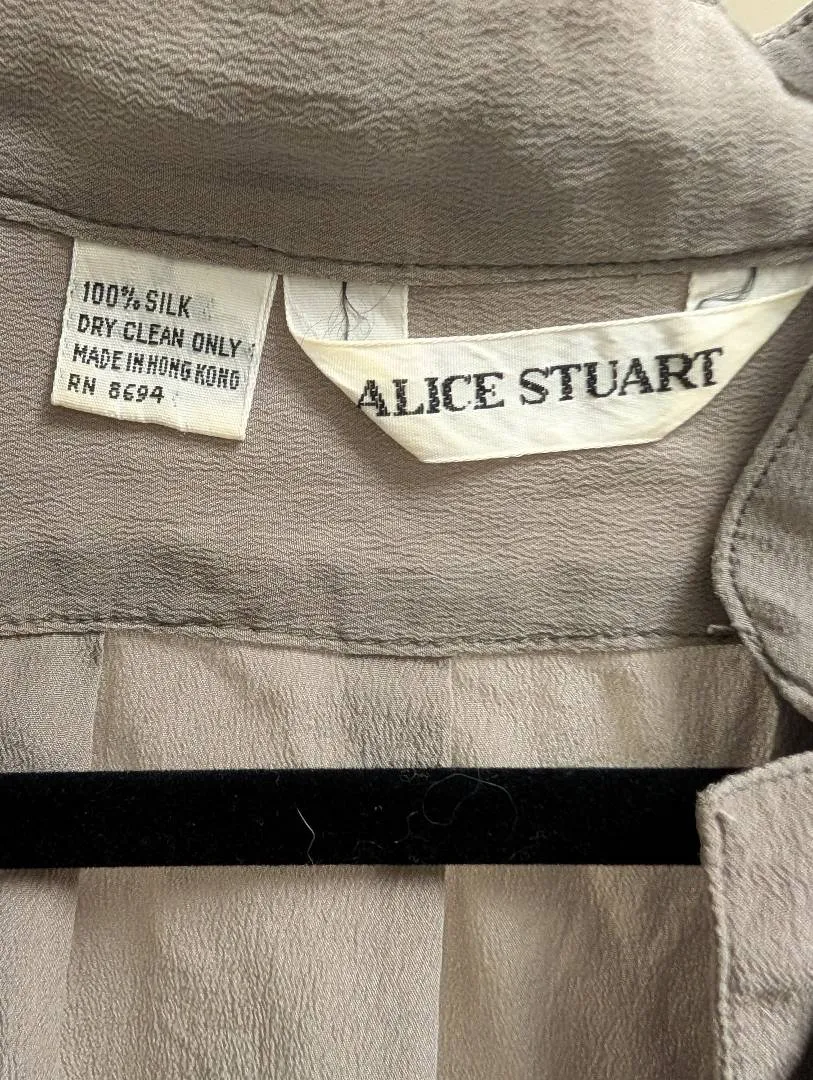 100% SILK
DRY CLEAN ONLY
MADE IN HONG KONG
RN 8694
ALICE STUART